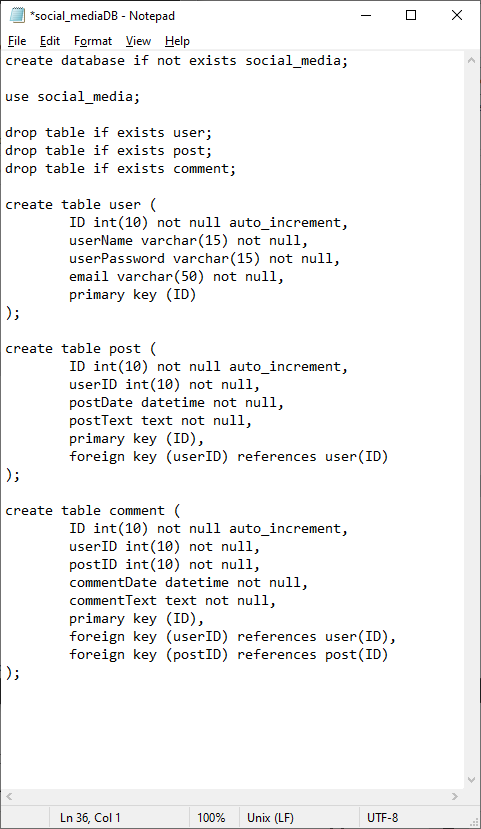 *social_mediaDB - Notepad
File Edit Format View Help
create database if not exists social_media;
use social_media;
drop table if exists user;
drop table if exists post;
drop table if exists comment;
create table user (
ID int(10) not null auto_increment,
userName varchar(15) not null,
userPassword varchar(15) not null,
email varchar(50) not null,
primary key (ID)
);
create table post (
ID int(10) not null auto_increment,
userID int(10) not null,
postDate datetime not null,
postText text not null,
primary key (ID),
foreign key (userID) references user(ID)
);
create table comment (
ID int(10) not null auto_increment,
userID int(10) not null,
postID int(10) not null,
commentDate datetime not null,
commentText text not null,
primary key (ID),
foreign key (userID) references user(ID),
foreign key (postID) references post(ID)
);
Ln 36, Col 1 100% Unix (LF) UTF-8